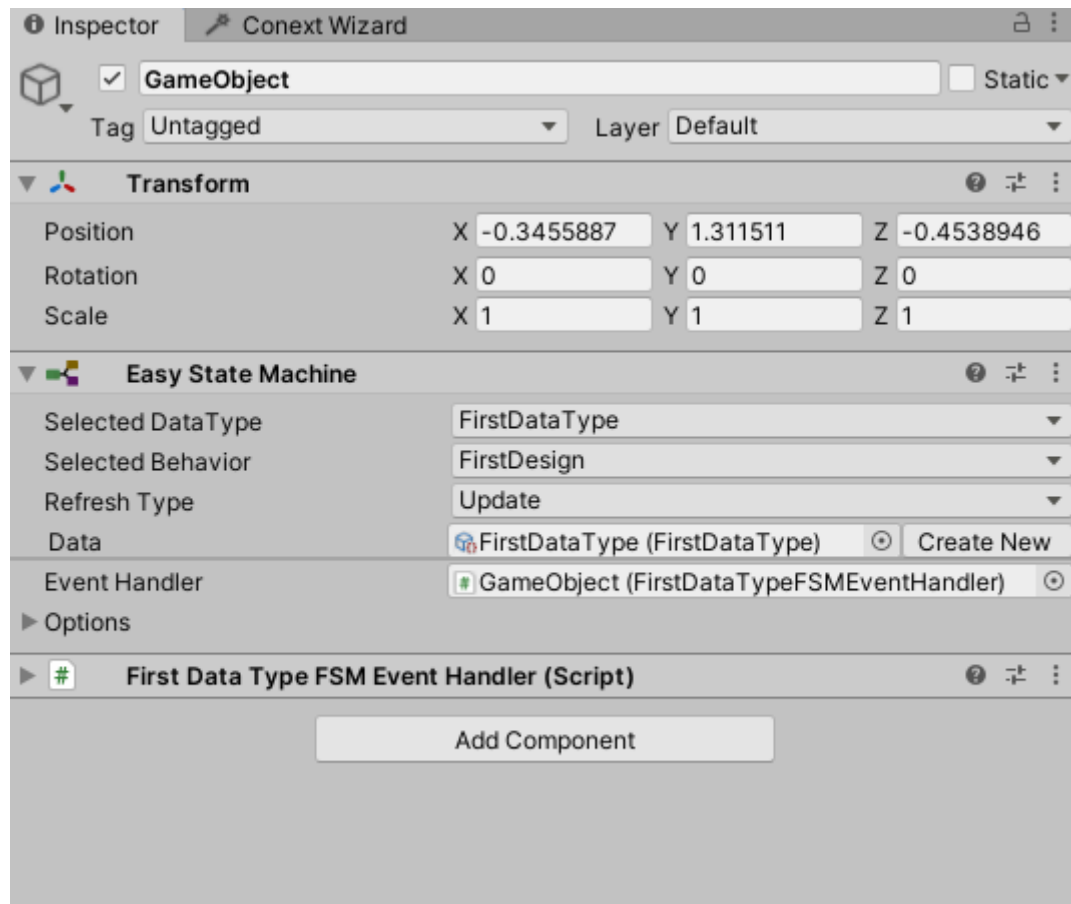 Inspector Conext Wizard
GameObject Static
Tag Untagged Layer Default
Transform
Position X -0.3455887 Y 1.311511 Z -0.4538946
Rotation X 0 Y 0 Z 0
Scale X 1 Y 1 Z 1
Easy State Machine
Selected DataType FirstDataType
Selected Behavior FirstDesign
Refresh Type Update
Data FirstDataType (FirstDataType) Create New
Event Handler # GameObject (FirstDataTypeFSMEventHandler)
Options
# First Data Type FSM Event Handler (Script)
Add Component